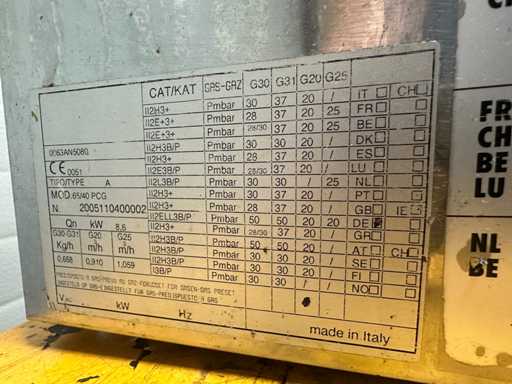 CAT/KAT GAS-GAZ G30 G31 G20 G25
II2H3+ Pmbar 30 37 20 / IT CH
II2E+3+ Pmbar 28 37 20 25 FR
II2E+3+ Pmbar 28/30 37 20 25 BE
II2H3B/P Pmbar 30 30 20 / DK
II2H3+ Pmbar 28 37 20 / ES
II2E3B/P Pmbar LU
II2L3B/P Pmbar 30 30 25 NL
II2H3+ Pmbar 30 37 20 / PT
II2H3+ Pmbar 28 37 20 / GB IE
II2ELL3B/P Pmbar 50 50 20 20 DE
II2H3+ Pmbar 28/30 37 20 / GR
II2H3B/P Pmbar 50 50 20 / AT CH
II2H3B/P Pmbar 30 30 20 / SE
II2H3B/P Pmbar 30 30 20 / FI
I3B/P Pmbar 30 30 / / NO
0063AN5080
CE 0051
TIPO/TYPE A
MOD. 65/40 PCG
N. 2005110400002
Qn kW 8,6
G30-G31 G20 G25
Kg/h m³/h m³/h
0,668 0,910 1,059
V kW Hz
made in Italy
FR
CH
BE
LU
NL
BE